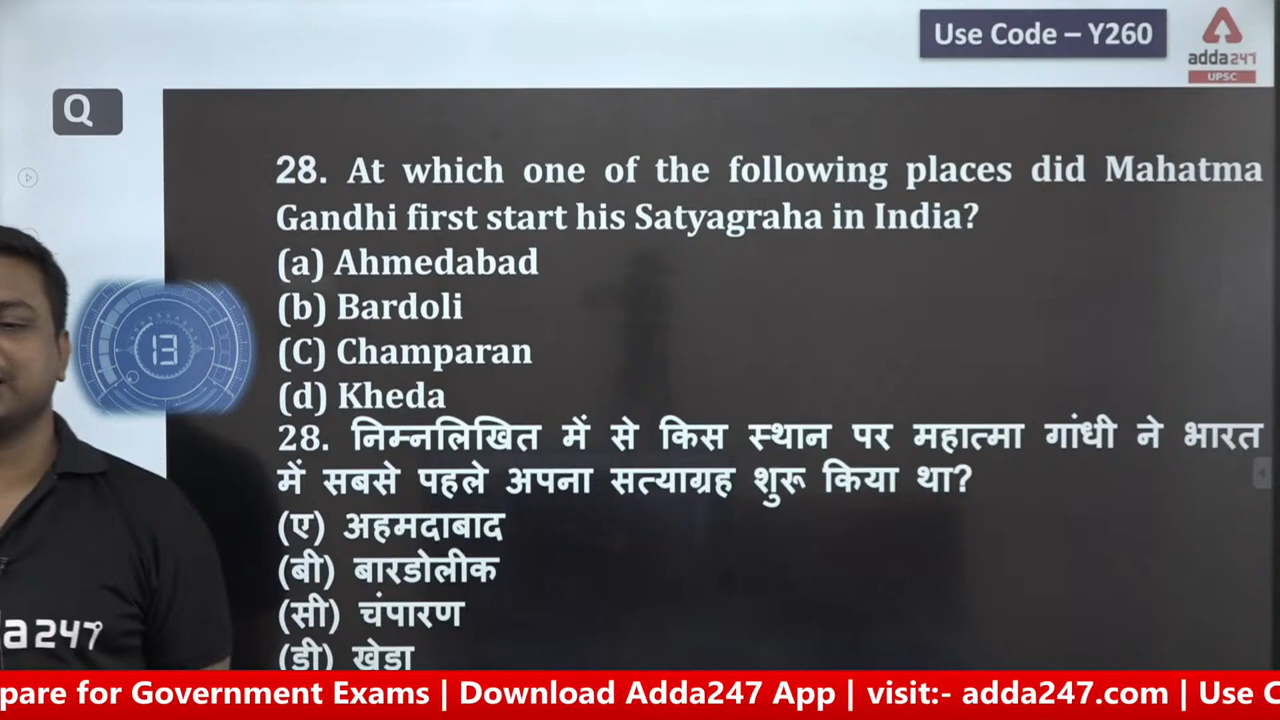 Use Code – Y260
adda247
UPSC
Q
28. At which one of the following places did Mahatma
Gandhi first start his Satyagraha in India?
(a) Ahmedabad
(b) Bardoli
13
(C) Champaran
(d) Kheda
28. निम्नलिखित में से किस स्थान पर महात्मा गांधी ने भारत
में सबसे पहले अपना सत्याग्रह शुरू किया था?
(ए) अहमदाबाद
(बी) बारडोलीक
(सी) चंपारण
(डी) खेड़ा
a247
pare for Government Exams | Download Adda247 App | visit:- adda247.com | Use C